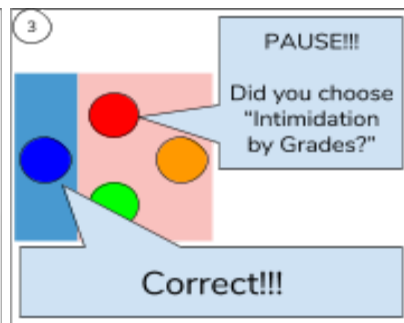 3
PAUSE!!!
Did you choose
"Intimidation
by Grades?"
Correct!!!